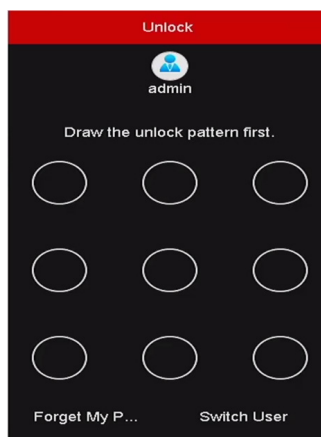 Unlock
admin
Draw the unlock pattern first.
Forget My P...
Switch User